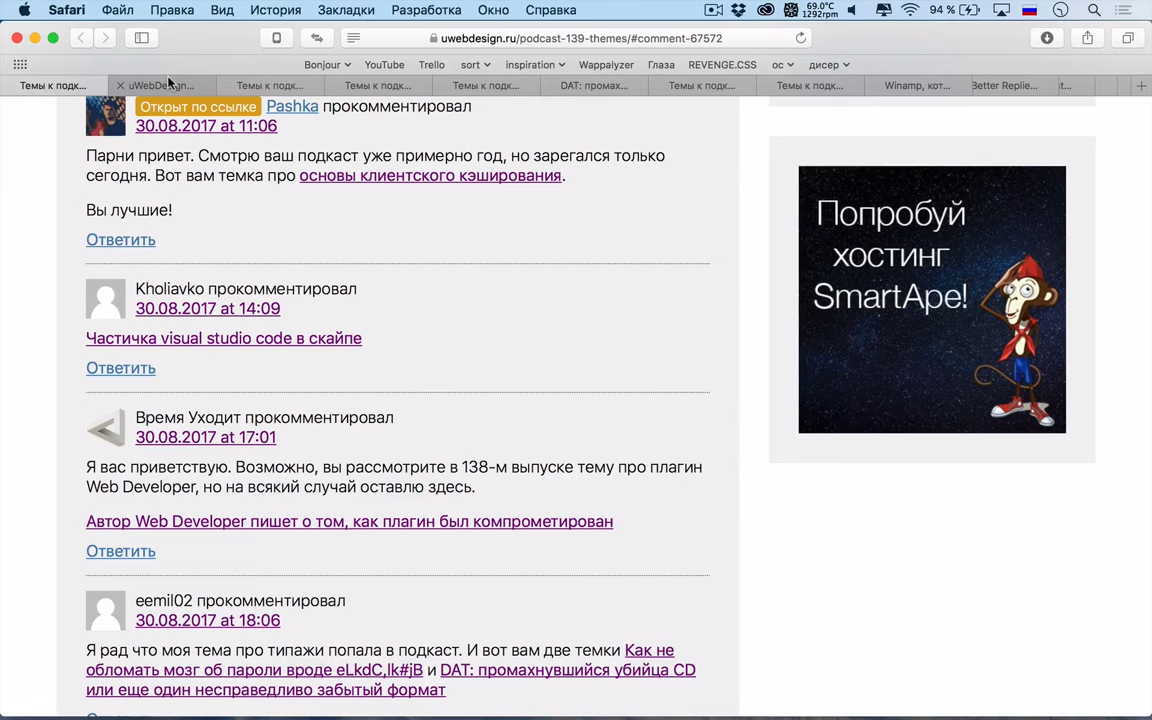 Safari Файл Правка Вид История Закладки Разработка Окно Справка 69.0°C 1292rpm 94 %
uwebdesign.ru/podcast-139-themes/#comment-67572
Bonjour YouTube Trello sort inspiration Wappalyzer Глаза REVENGE.CSS ос дисер
Темы к подк... uWebDesign... Темы к подк... Темы к подк... Темы к подк... DAT: промах... Темы к подк... Темы к подк... Winamp, кот... Better Replie... t...
Открыт по ссылке Pashka прокомментировал
30.08.2017 at 11:06
Парни привет. Смотрю ваш подкаст уже примерно год, но зарегался только
сегодня. Вот вам темка про основы клиентского кэширования.
Вы лучшие!
Ответить
Kholiavko прокомментировал
30.08.2017 at 14:09
Частичка visual studio code в скайпе
Ответить
Время Уходит прокомментировал
30.08.2017 at 17:01
Я вас приветствую. Возможно, вы рассмотрите в 138-м выпуске тему про плагин
Web Developer, но на всякий случай оставлю здесь.
Автор Web Developer пишет о том, как плагин был компрометирован
Ответить
eemil02 прокомментировал
30.08.2017 at 18:06
Я рад что моя тема про типажи попала в подкаст. И вот вам две темки Как не
обломать мозг об пароли вроде eLkdC,lk#jB и DAT: промахнувшийся убийца CD
или еще один несправедливо забытый формат
Попробуй
хостинг
SmartApe!